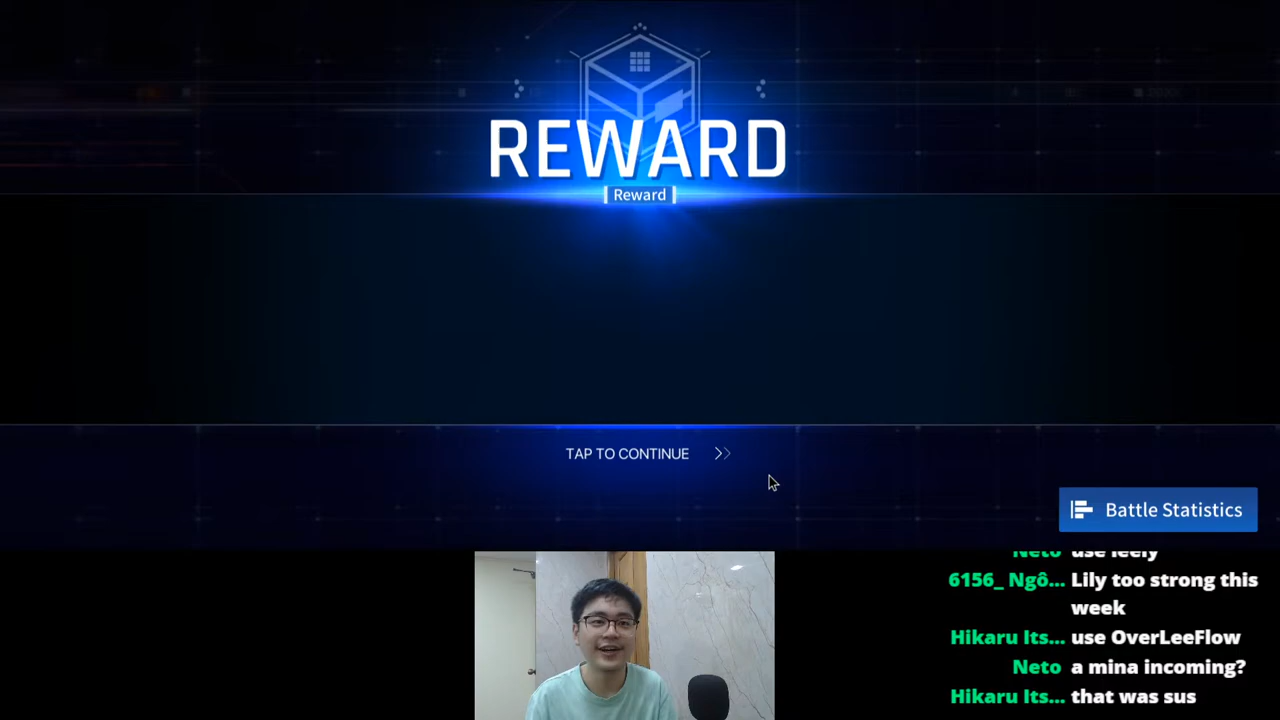 REWARD
Reward
TAP TO CONTINUE
Battle Statistics
Neto use leely
6156_ Ngô... Lily too strong this
week
Hikaru Its... use OverLeeFlow
Neto a mina incoming?
Hikaru Its... that was sus